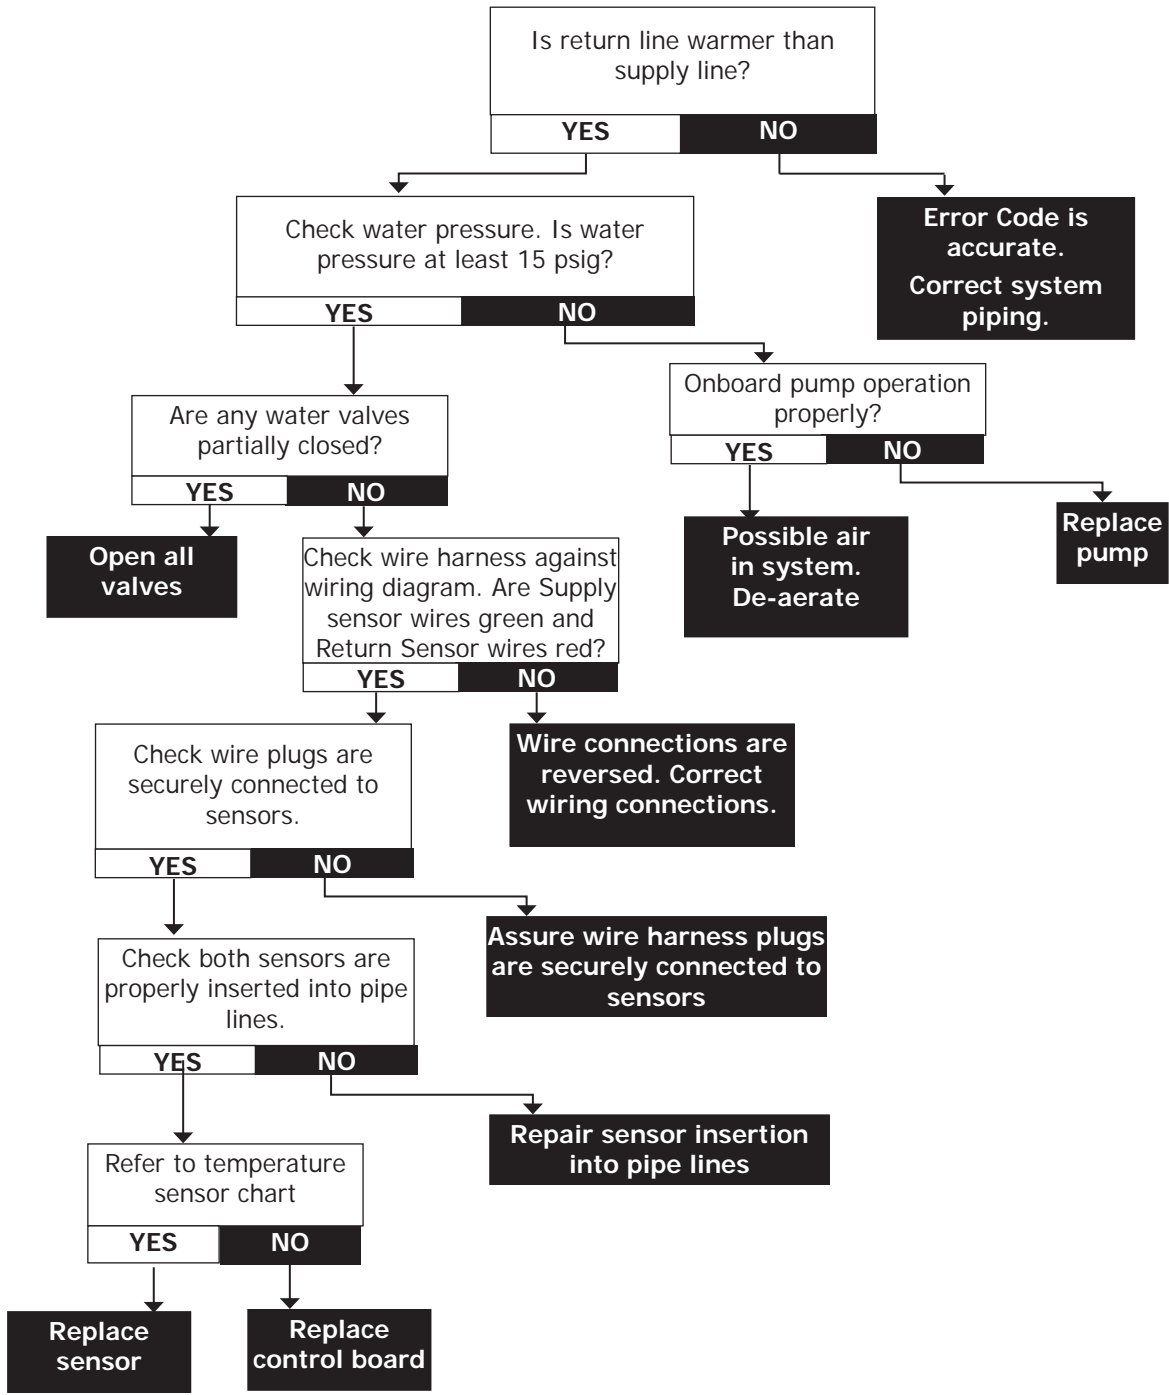 Is return line warmer than
supply line?
YES
NO
Check water pressure. Is water
pressure at least 15 psig?
YES
NO
Error Code is
accurate.
Correct system
piping.
Onboard pump operation
properly?
YES
NO
Are any water valves
partially closed?
YES
NO
Possible air
in system.
De-aerate
Replace
pump
Open all
valves
Check wire harness against
wiring diagram. Are Supply
sensor wires green and
Return Sensor wires red?
YES
NO
Check wire plugs are
securely connected to
sensors.
YES
NO
Wire connections are
reversed. Correct
wiring connections.
Check both sensors are
properly inserted into pipe
lines.
YES
NO
Assure wire harness plugs
are securely connected to
sensors
Refer to temperature
sensor chart
YES
NO
Repair sensor insertion
into pipe lines
Replace
sensor
Replace
control board